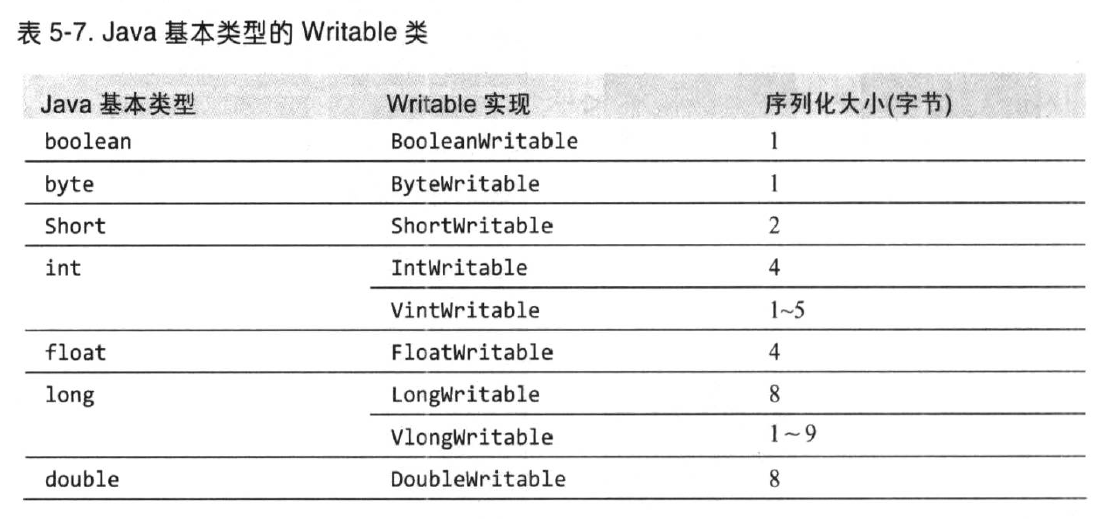 表 5-7. Java 基本类型的 Writable 类
Java 基本类型 Writable 实现 序列化大小(字节)
boolean BooleanWritable 1
byte ByteWritable 1
Short ShortWritable 2
int IntWritable 4
VintWritable 1~5
float FloatWritable 4
long LongWritable 8
VlongWritable 1~9
double DoubleWritable 8